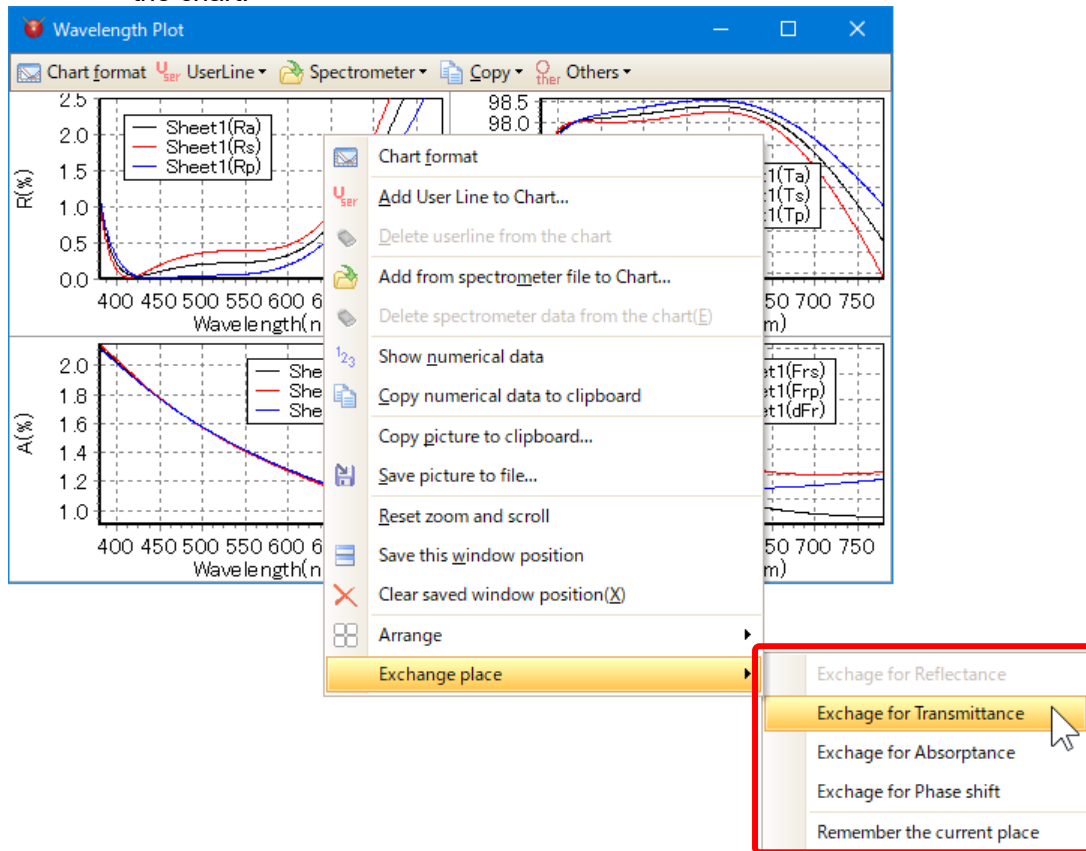 the chart.
Wavelength Plot
Chart format User UserLine Spectrometer Copy Other Others
2.5
2.0
1.5
1.0
0.5
0.0
R(%)
Sheet1(Ra)
Sheet1(Rs)
Sheet1(Rp)
400 450 500 550 600 6
Wavelength(n
98.5
98.0
1(Ta)
1(Ts)
1(Tp)
50 700 750
m)
2.0
1.8
1.6
1.4
1.2
1.0
A(%)
She
She
She
400 450 500 550 600 6
Wavelength(n
et1(Frs)
et1(Frp)
et1(dFr)
50 700 750
m)
Chart format
User Add User Line to Chart...
Delete userline from the chart
Add from spectrometer file to Chart...
Delete spectrometer data from the chart(E)
123 Show numerical data
Copy numerical data to clipboard
Copy picture to clipboard...
Save picture to file...
Reset zoom and scroll
Save this window position
Clear saved window position(X)
Arrange
Exchange place
Exchage for Reflectance
Exchage for Transmittance
Exchage for Absorptance
Exchage for Phase shift
Remember the current place